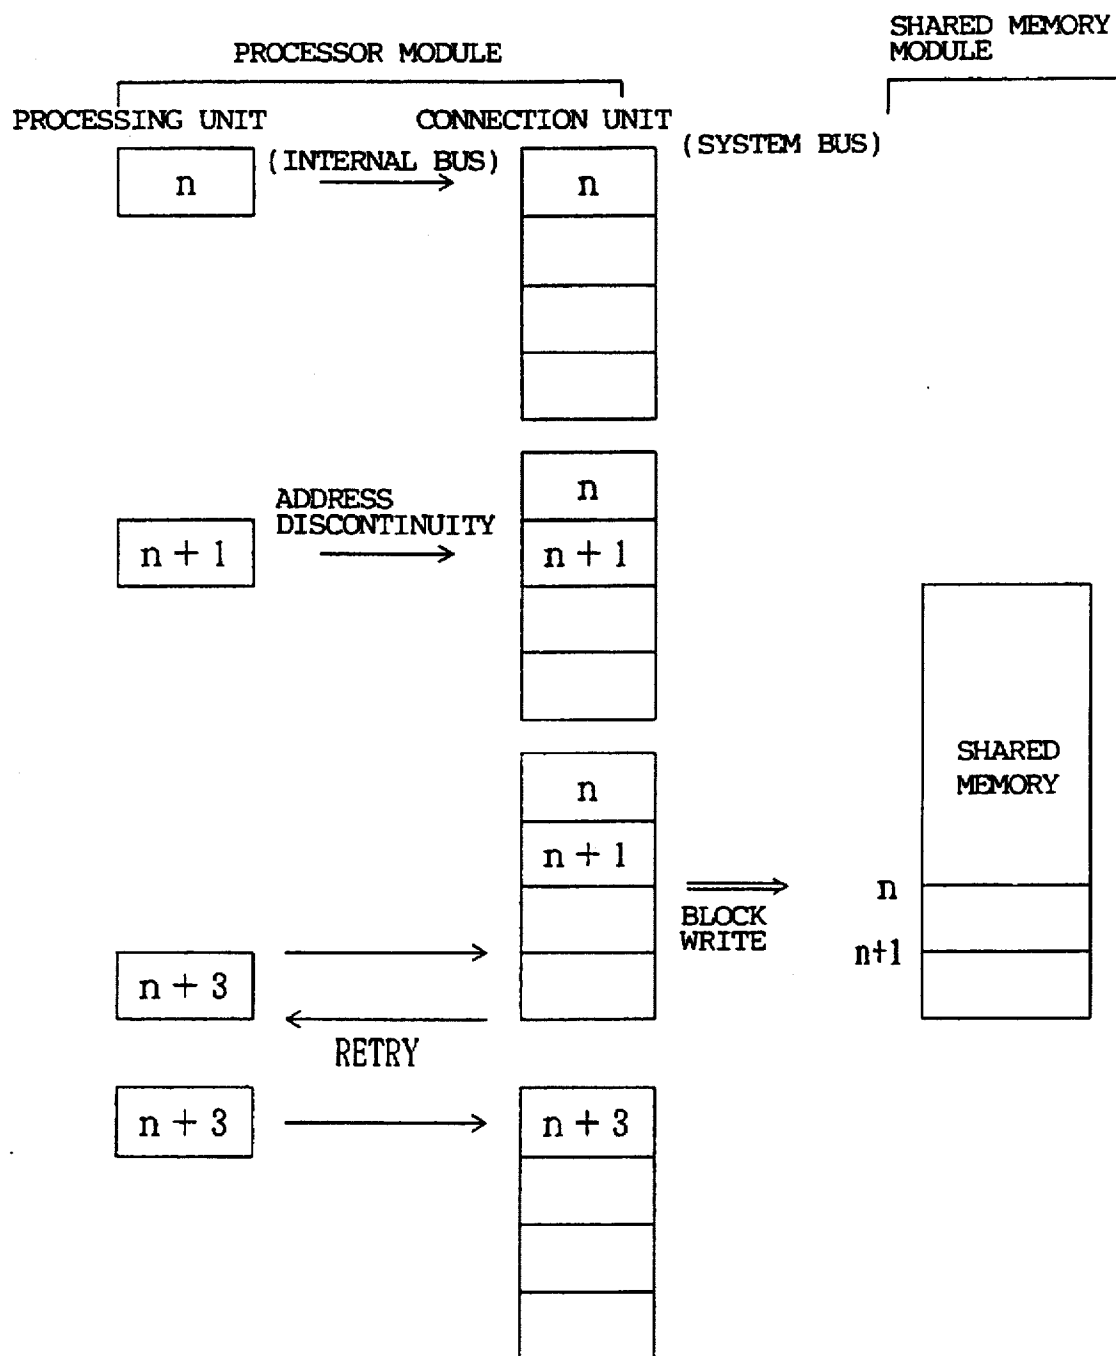 SHARED MEMORY
MODULE
PROCESSOR MODULE
PROCESSING UNIT
CONNECTION UNIT
(INTERNAL BUS)
(SYSTEM BUS)
n
n
n
ADDRESS
DISCONTINUITY
n + 1
n + 1
n
n + 1
SHARED
MEMORY
BLOCK
WRITE
n
n+1
n + 3
RETRY
n + 3
n + 3